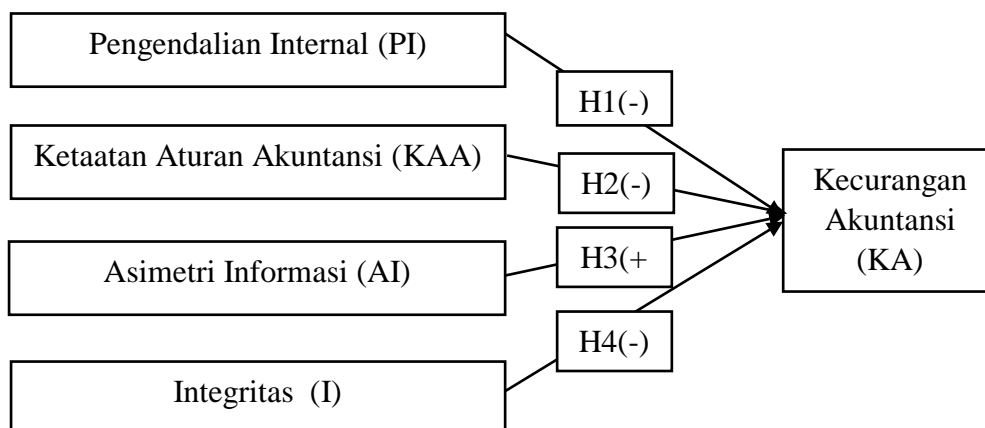 Pengendalian Internal (PI)
H1(-)
Ketaatan Aturan Akuntansi (KAA)
H2(-)
Kecurangan
Akuntansi
(KA)
Asimetri Informasi (AI)
H3(+
H4(-)
Integritas (I)